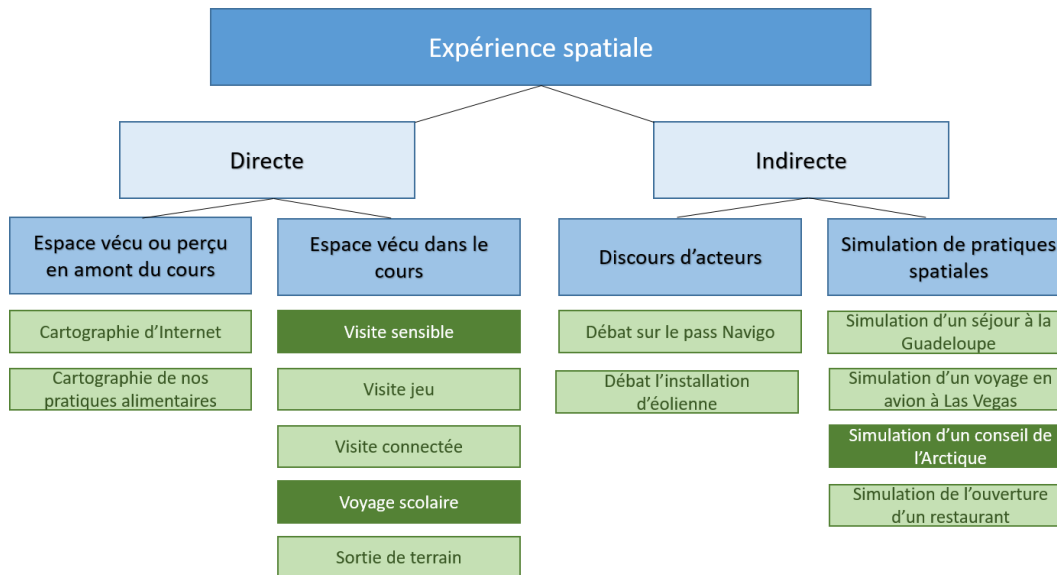 Expérience spatiale
Directe
Indirecte
Espace vécu ou perçu
en amont du cours
Espace vécu dans le
cours
Discours d'acteurs
Simulation de pratiques
spatiales
Cartographie d'Internet
Cartographie de nos
pratiques alimentaires
Visite sensible
Visite jeu
Visite connectée
Voyage scolaire
Sortie de terrain
Débat sur le pass Navigo
Débat l'installation
d'éolienne
Simulation d'un séjour à la
Guadeloupe
Simulation d'un voyage en
avion à Las Vegas
Simulation d'un conseil de
l'Arctique
Simulation de l'ouverture
d'un restaurant